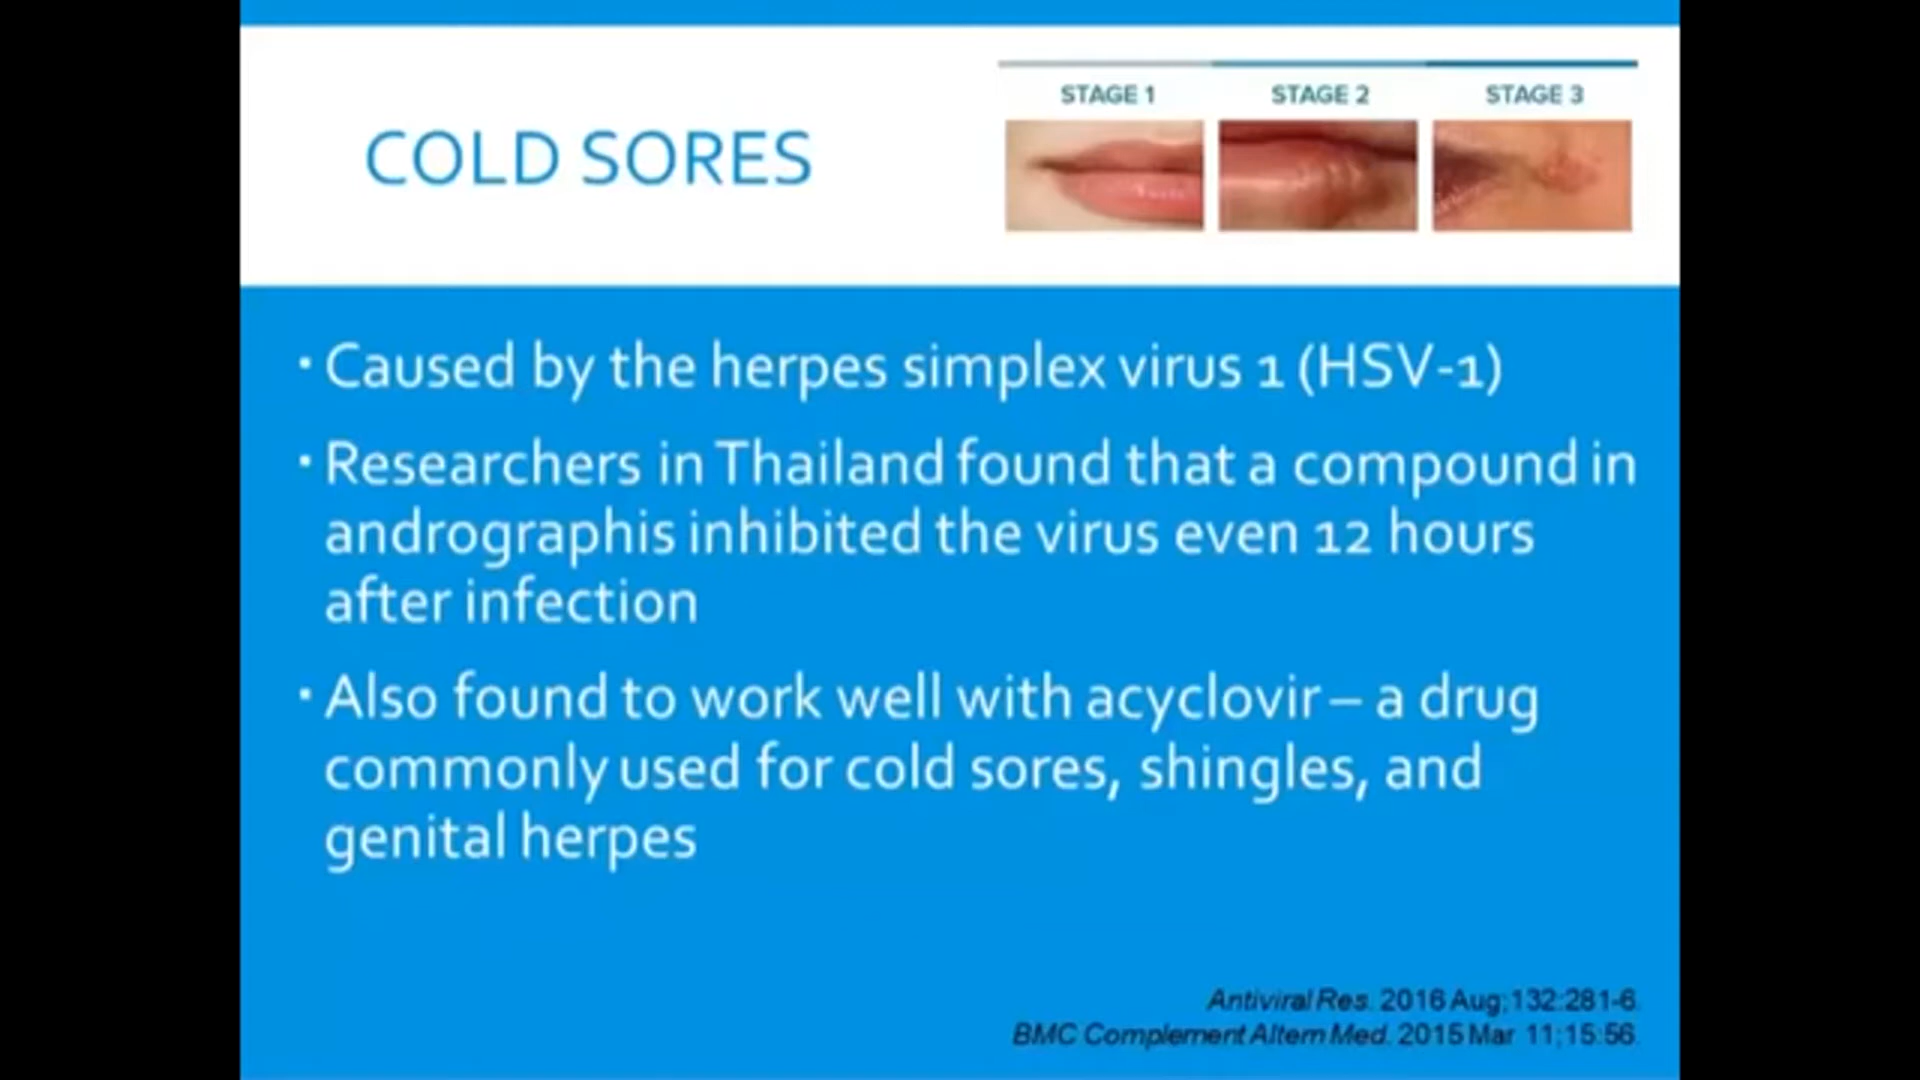 COLD SORES
STAGE 1
STAGE 2
STAGE 3
▪ Caused by the herpes simplex virus 1 (HSV-1)
▪ Researchers in Thailand found that a compound in
andrographis inhibited the virus even 12 hours
after infection
▪ Also found to work well with acyclovir – a drug
commonly used for cold sores, shingles, and
genital herpes
Antiviral Res. 2016 Aug;132:281-6.
BMC Complement Altern Med. 2015 Mar 11;15:56.